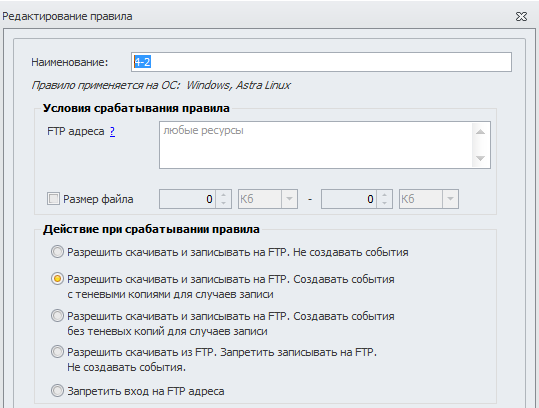 Редактирование правила
Наименование: 4-2
Правило применяется на ОС: Windows, Astra Linux
Условия срабатывания правила
FTP адреса ? любые ресурсы
Размер файла 0 Кб - 0 Кб
Действие при срабатывании правила
Разрешить скачивать и записывать на FTP. Не создавать события
Разрешить скачивать и записывать на FTP. Создавать события
с теневыми копиями для случаев записи
Разрешить скачивать и записывать на FTP. Создавать события
без теневых копий для случаев записи
Разрешить скачивать из FTP. Запретить записывать на FTP.
Не создавать события.
Запретить вход на FTP адреса